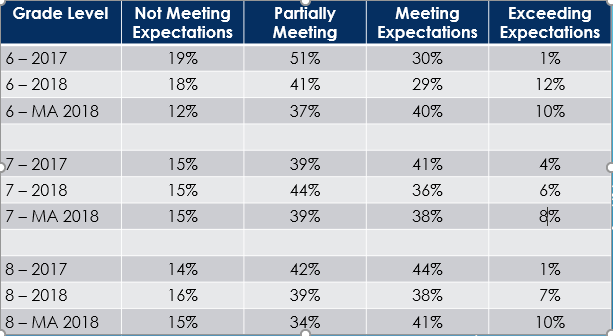 Grade Level Not Meeting Expectations Partially Meeting Meeting Expectations Exceeding Expectations
6 – 2017 19% 51% 30% 1%
6 – 2018 18% 41% 29% 12%
6 – MA 2018 12% 37% 40% 10%
7 – 2017 15% 39% 41% 4%
7 – 2018 15% 44% 36% 6%
7 – MA 2018 15% 39% 38% 8%
8 – 2017 14% 42% 44% 1%
8 – 2018 16% 39% 38% 7%
8 – MA 2018 15% 34% 41% 10%